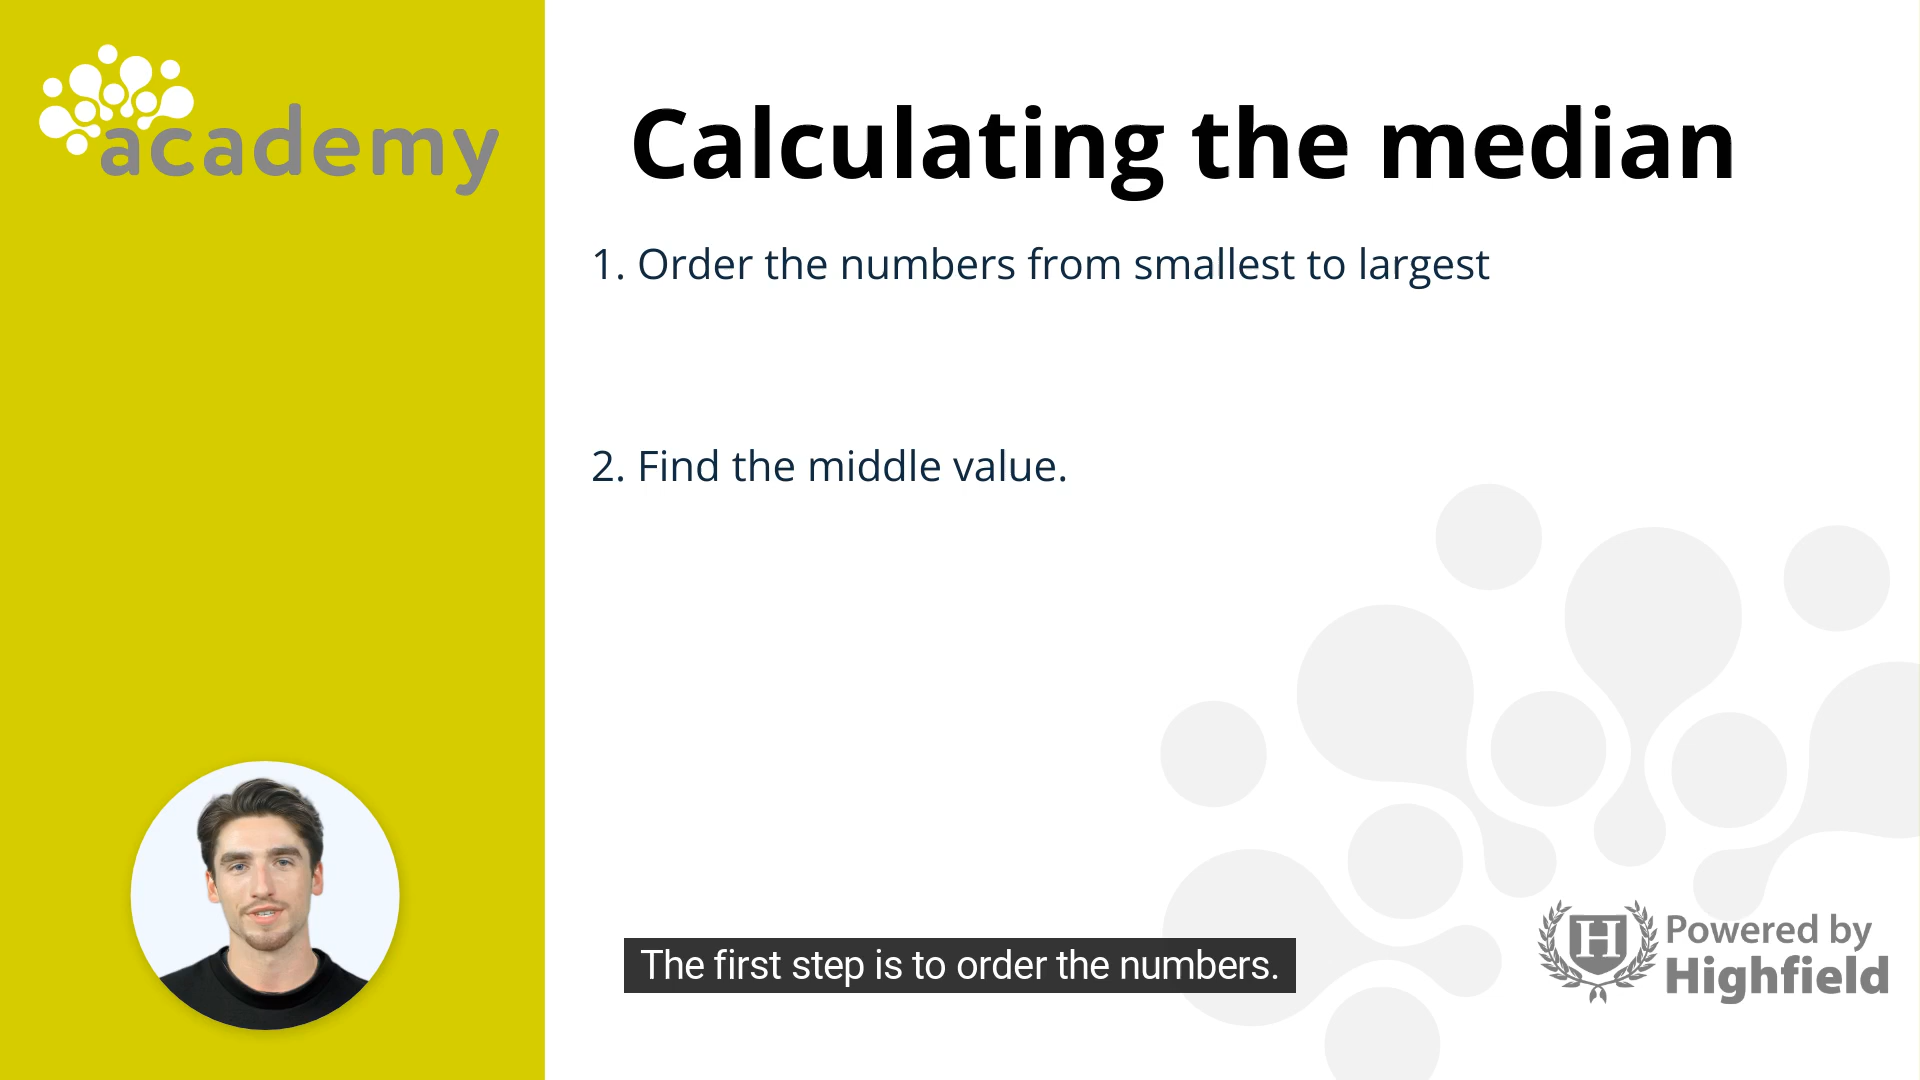 academy
Calculating the median
1. Order the numbers from smallest to largest
2. Find the middle value.
The first step is to order the numbers.
H
Powered by
Highfield